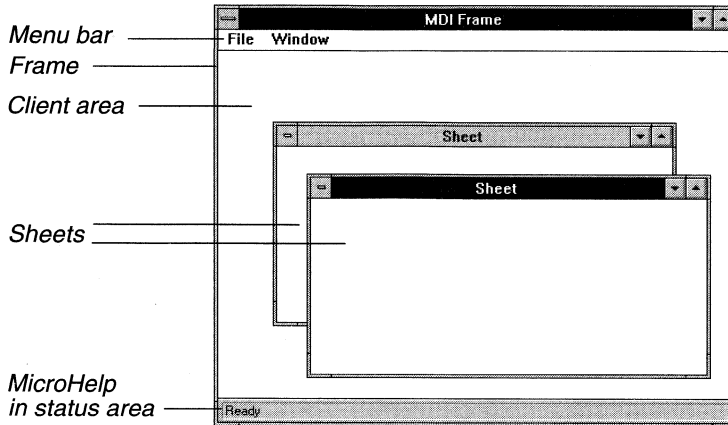 MDI Frame
Menu bar
File Window
Frame
Client area
Sheet
Sheet
Sheets
MicroHelp
in status area
Ready